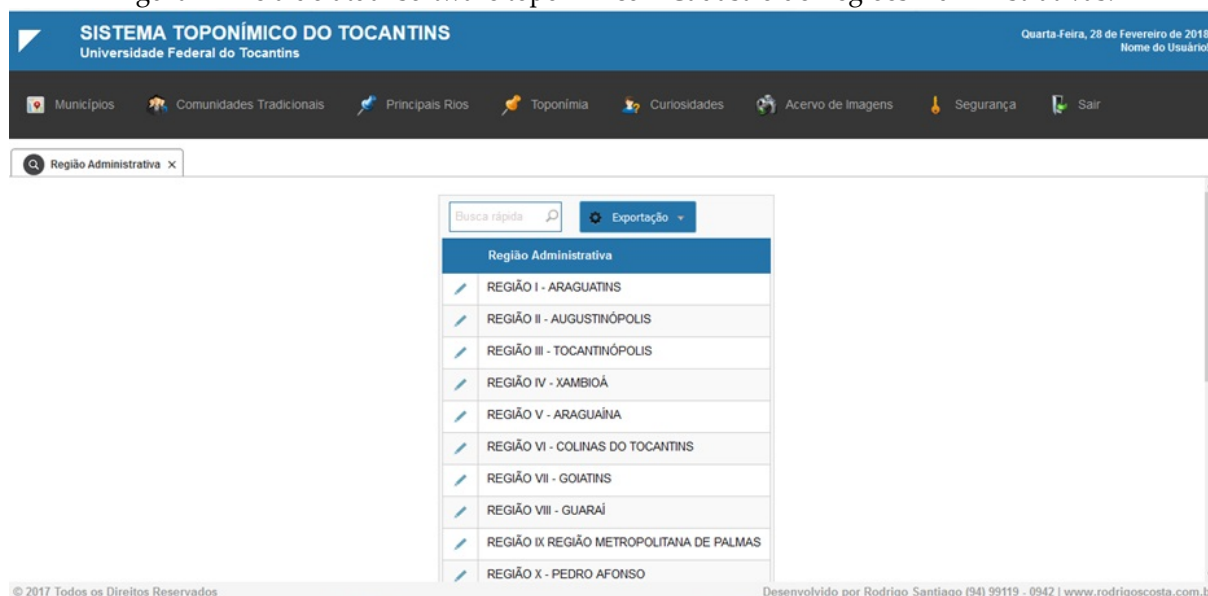 SISTEMA TOPONÍMICO DO TOCANTINS
Universidade Federal do Tocantins
Quarta-Feira, 28 de Fevereiro de 2018
Nome do Usuário!
Municípios Comunidades Tradicionais Principais Rios Toponímia Curiosidades Acervo de Imagens Segurança Sair
Região Administrativa ×
Busca rápida Exportação
Região Administrativa
REGIÃO I - ARAGUATINS
REGIÃO II - AUGUSTINÓPOLIS
REGIÃO III - TOCANTINÓPOLIS
REGIÃO IV - XAMBIOÁ
REGIÃO V - ARAGUAÍNA
REGIÃO VI - COLINAS DO TOCANTINS
REGIÃO VII - GOIATINS
REGIÃO VIII - GUARAÍ
REGIÃO IX REGIÃO METROPOLITANA DE PALMAS
REGIÃO X - PEDRO AFONSO
© 2017 Todos os Direitos Reservados
Desenvolvido por Rodrigo Santiago (94) 99119 - 0942 | www.rodrigoscosta.com.b